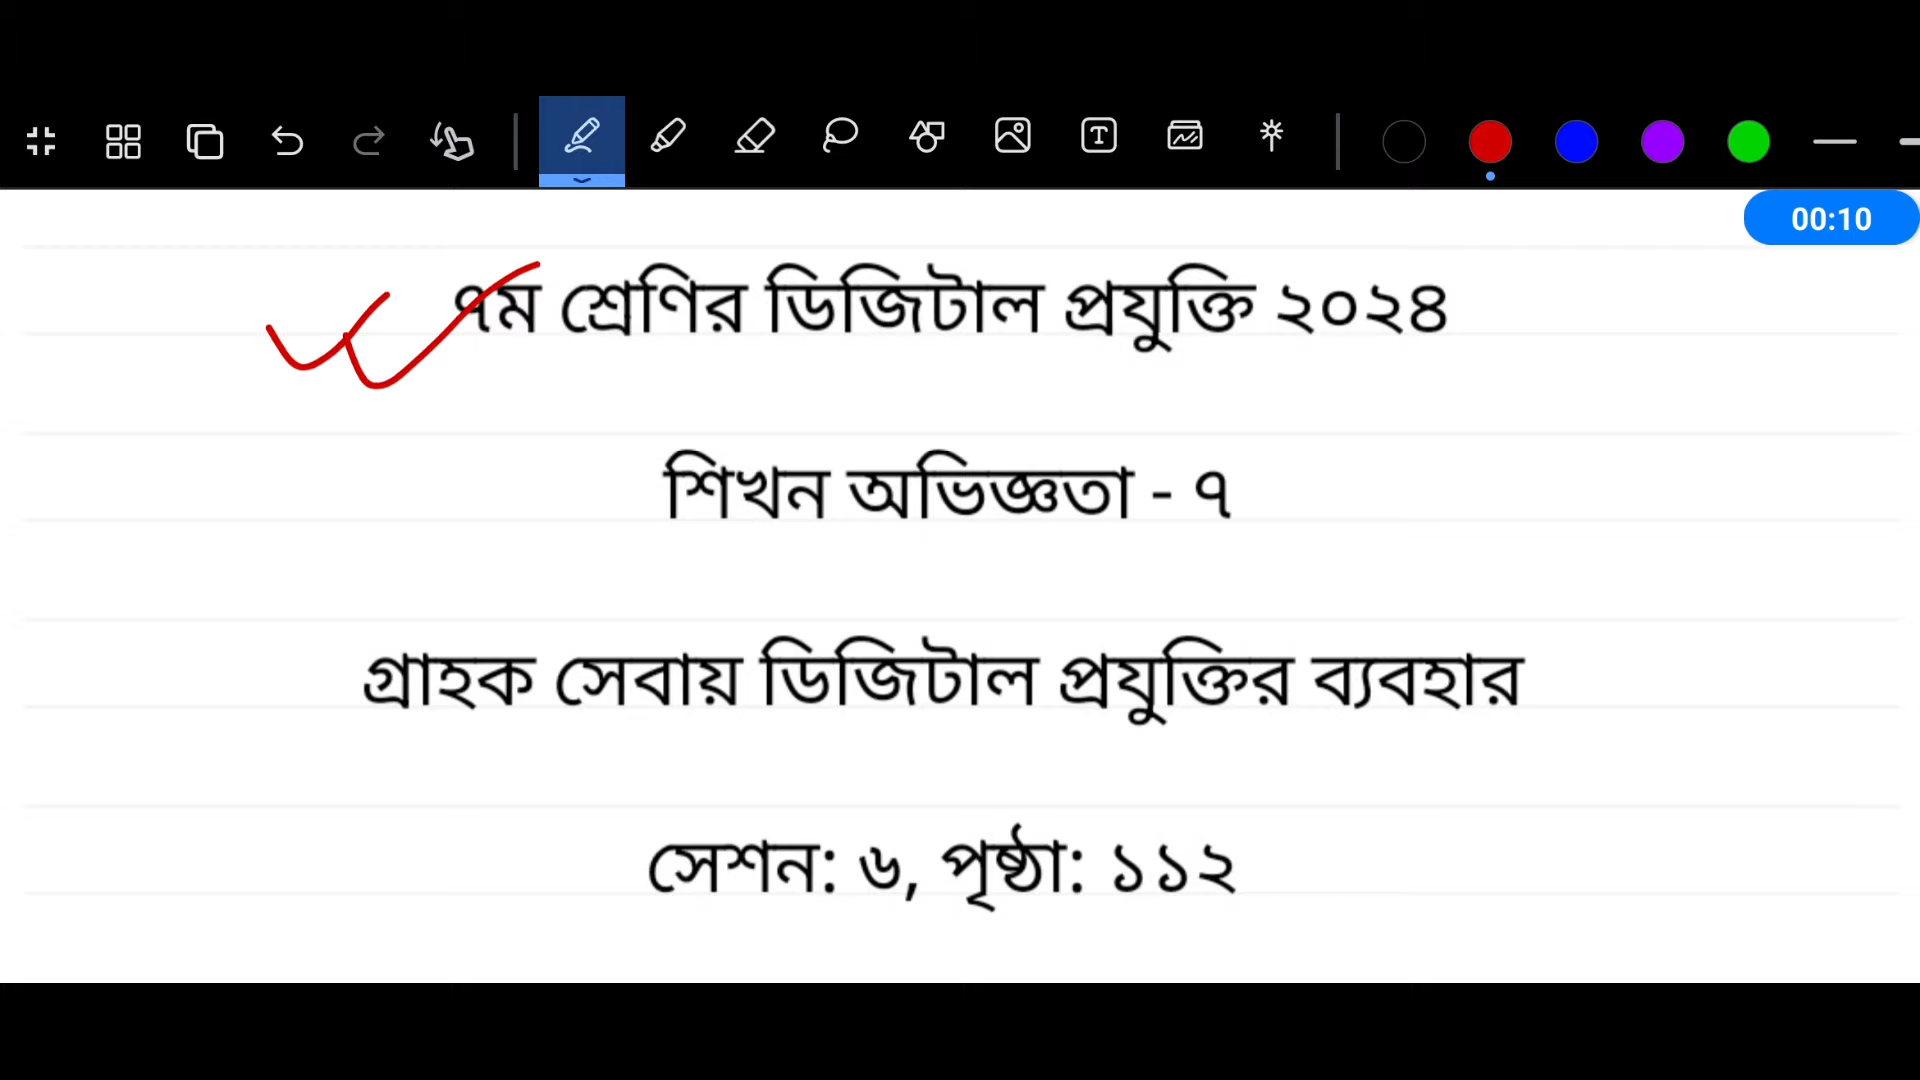 00:10
৭ম শ্রেণির ডিজিটাল প্রযুক্তি ২০২৪
শিখন অভিজ্ঞতা - ৭
গ্রাহক সেবায় ডিজিটাল প্রযুক্তির ব্যবহার
সেশন: ৬, পৃষ্ঠা: ১১২